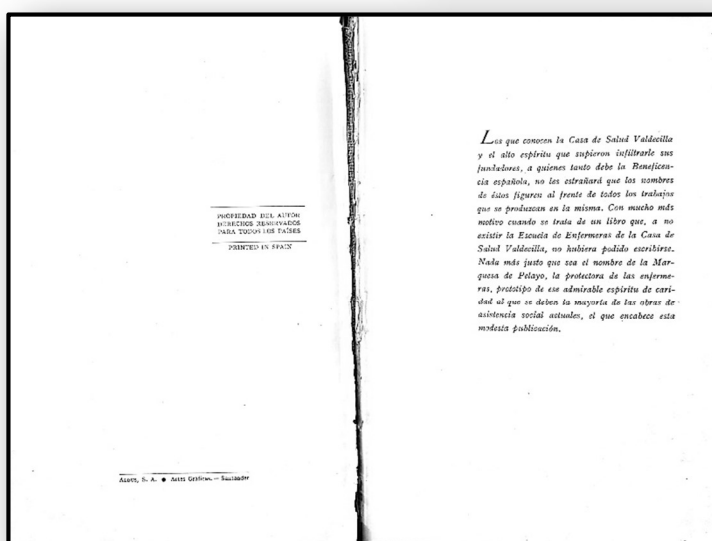 PROPIEDAD DEL AUTOR
DERECHOS RESERVADOS
PARA TODOS LOS PAÍSES
PRINTED IN SPAIN
ALDUS, S. A. ● Artes Gráficas. — Santander
Los que conocen la Casa de Salud Valdecilla
y el alto espíritu que supieron infiltrarle sus
fundadores, a quienes tanto debe la Beneficen-
cia española, no les estrañará que los nombres
de éstos figuren al frente de todos los trabajos
que se produzcan en la misma. Con mucho más
motivo cuando se trata de un libro que, a no
existir la Escuela de Enfermeras de la Casa de
Salud Valdecilla, no hubiera podido escribirse.
Nada más justo que sea el nombre de la Mar-
quesa de Pelayo, la protectora de las enferme-
ras, prototipo de ese admirable espíritu de cari-
dad al que se deben la mayoría de las obras de
asistencia social actuales, el que encabece esta
modesta publicación.